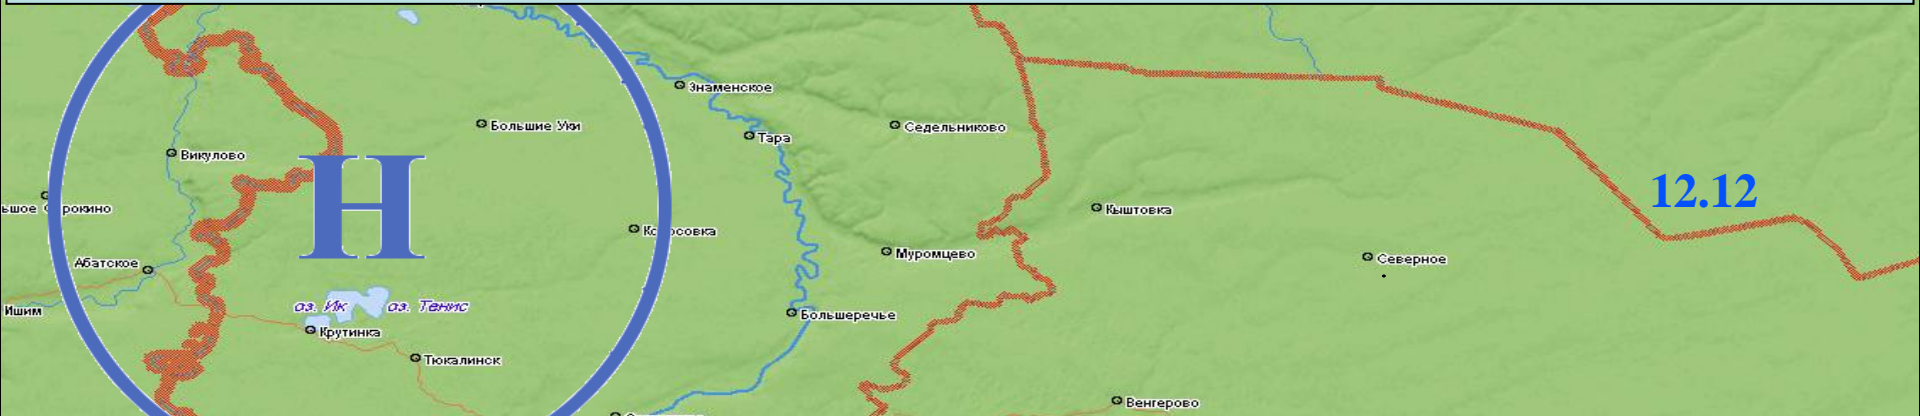 Знаменское
Большие Уки
Седельниково
Тара
Викулово
12.12
Н
Кыштовка
Абатское
Муромцево
Северное
оз. Ик
оз. Тенис
Ишим
Большеречье
Крутинка
Тюкалинск
Венгерово